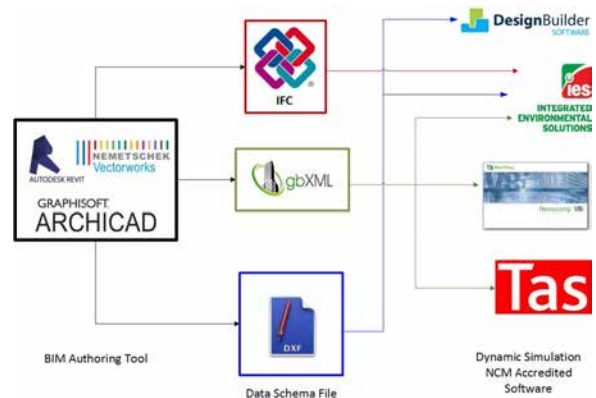 AUTODESK REVIT
NEMETSCHEK
Vectorworks
GRAPHISOFT
ARCHICAD
BIM Authoring Tool
IFC
gbXML
DXF
Data Schema File
DesignBuilder
SOFTWARE
ies
INTEGRATED
ENVIRONMENTAL
SOLUTIONS
Tas
Dynamic Simulation
NCM Accredited
Software